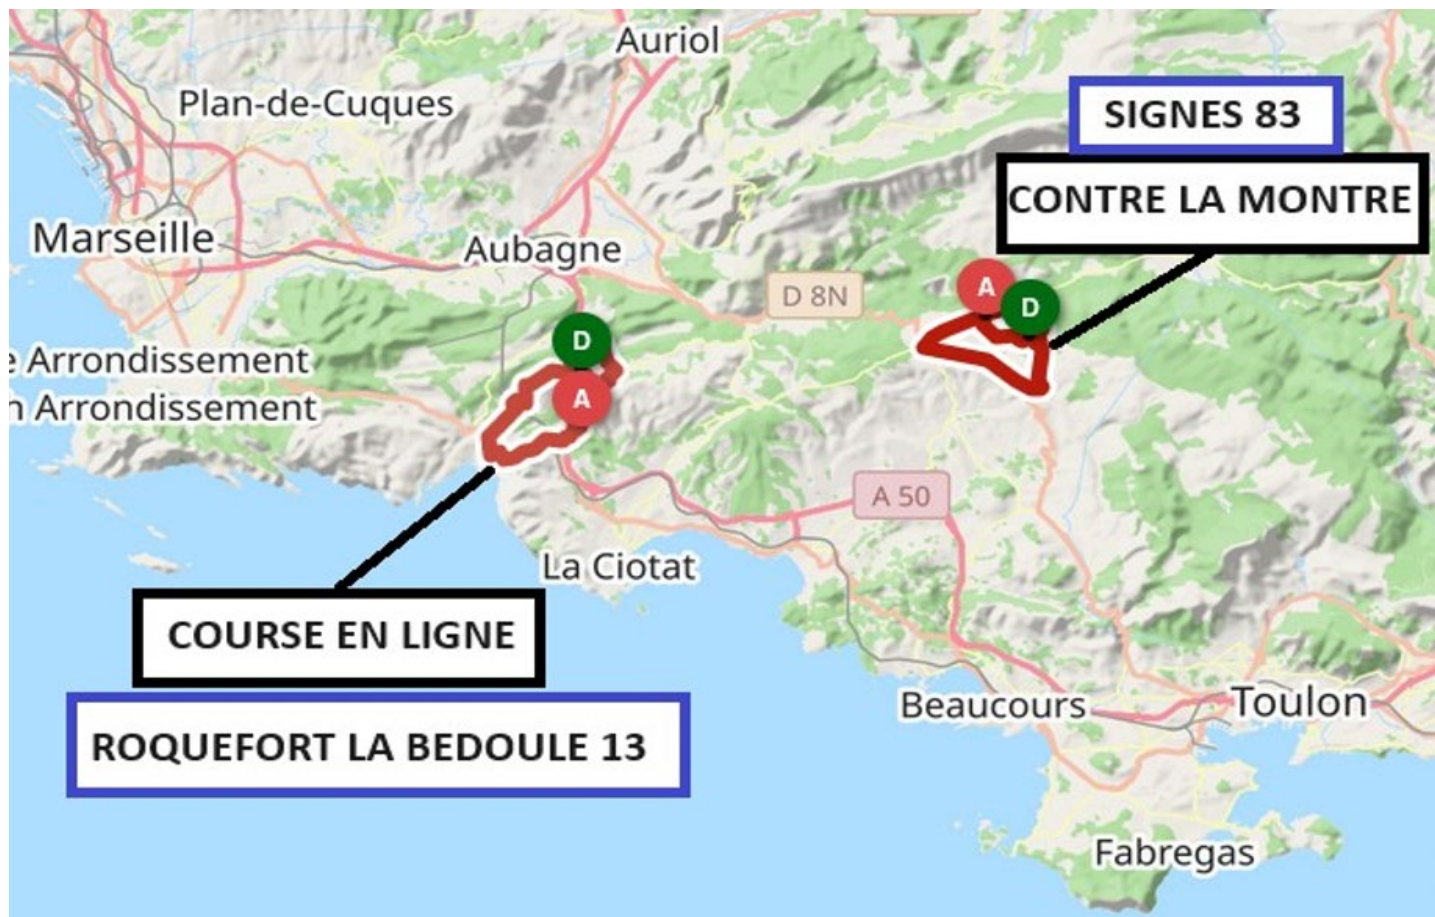 Auriol
Plan-de-Cuques
SIGNES 83
CONTRE LA MONTRE
Marseille
Aubagne
D 8N
A
D
D
e Arrondissement
A
n Arrondissement
A 50
La Ciotat
COURSE EN LIGNE
ROQUEFORT LA BEDOULE 13
Beaucours
Toulon
Fabregas